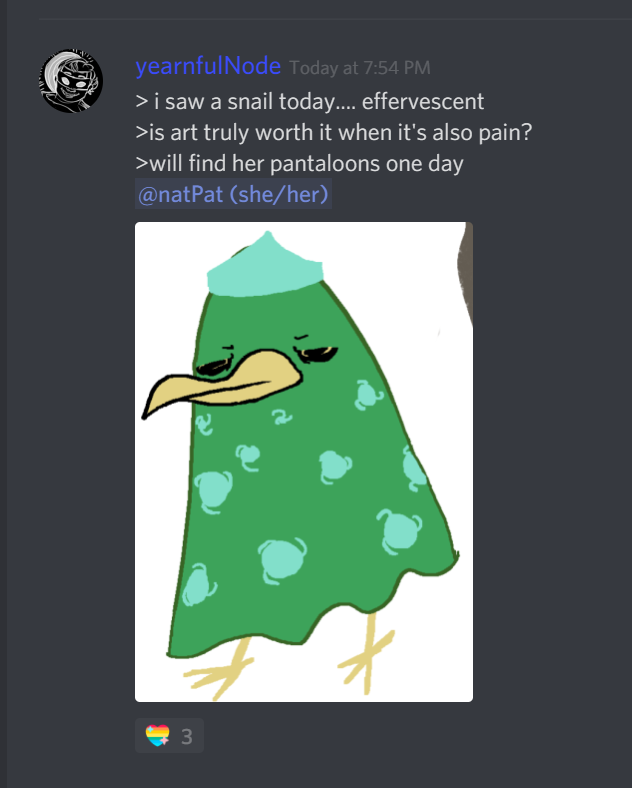 yearnfulNode Today at 7:54 PM
> i saw a snail today.... effervescent
>is art truly worth it when it's also pain?
>will find her pantaloons one day
@natPat (she/her)
3